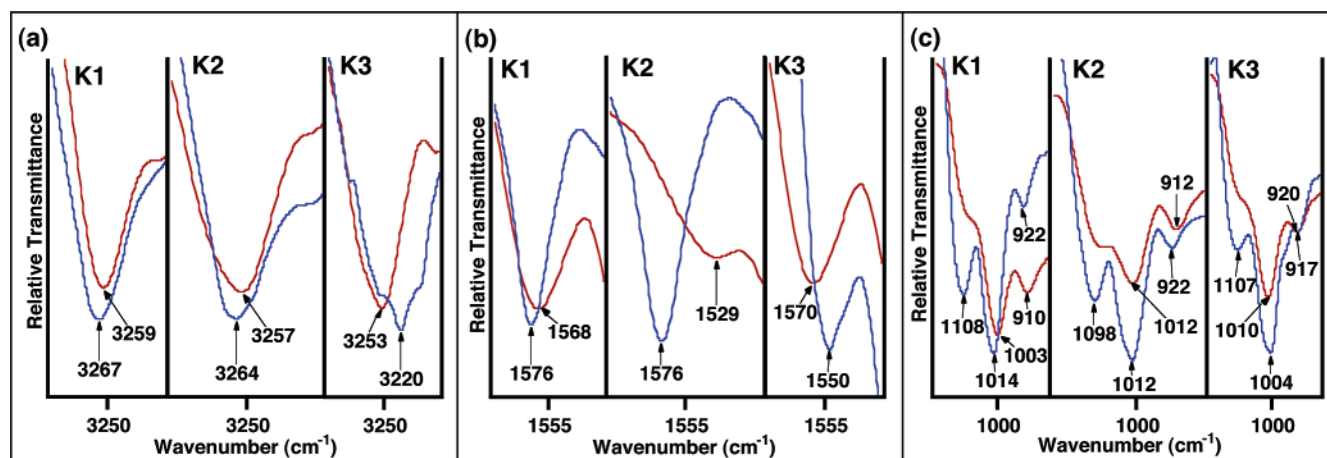 (a)
K1
K2
K3
3267
3259
3264
3257
3253
3220
3250
3250
3250
Relative Transmittance
Wavenumber (cm⁻¹)
(b)
K1
K2
K3
1576
1568
1576
1529
1570
1550
1555
1555
1555
Relative Transmittance
Wavenumber (cm⁻¹)
(c)
K1
K2
K3
1108
1014
1003
922
910
1098
1012
1012
912
922
1107
1010
1004
920
917
1000
1000
1000
Relative Transmittance
Wavenumber (cm⁻¹)